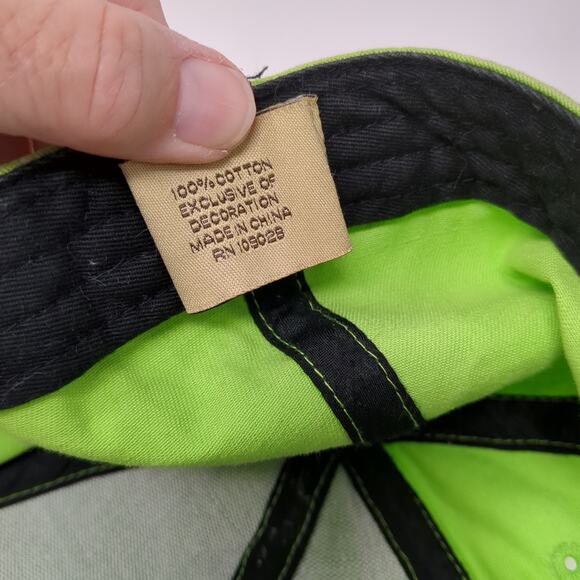 100% COTTON
EXCLUSIVE OF
DECORATION
MADE IN CHINA
RN 109028